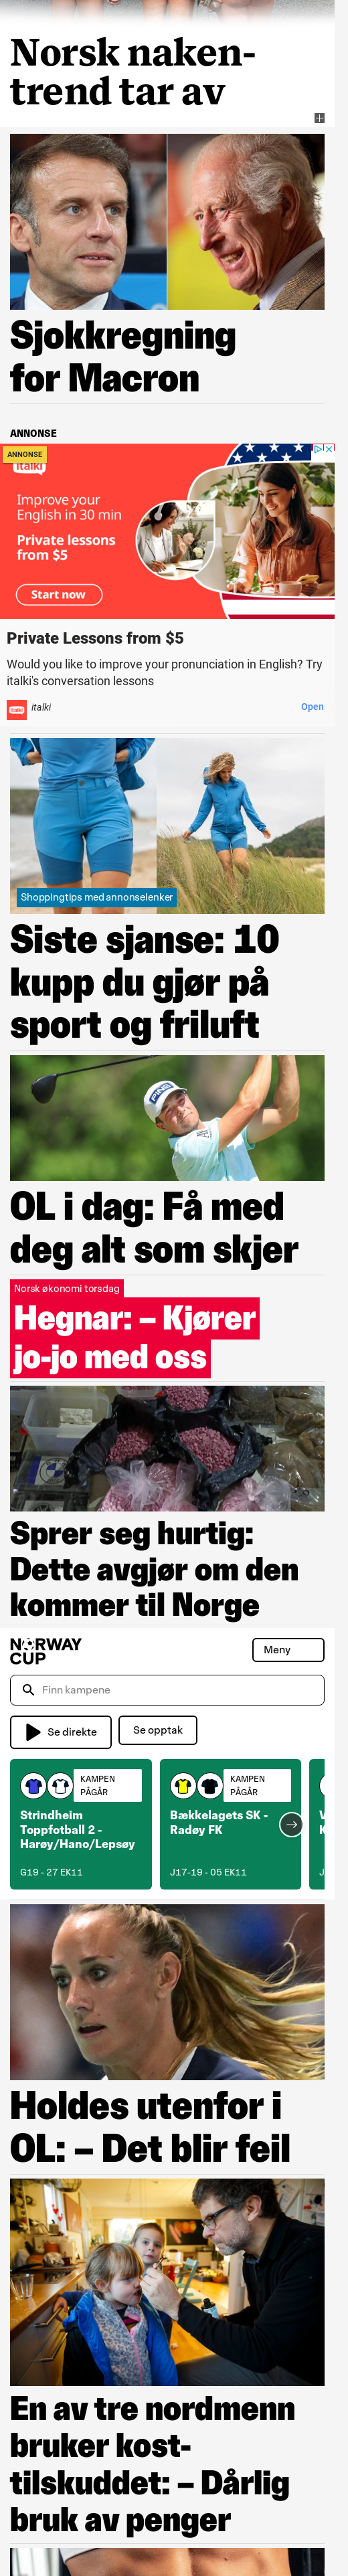 Norsk naken-
trend tar av
Sjokkregning
for Macron
ANNONSE
ANNONSE
italki
Improve your
English in 30 min
Private lessons
from $5
Start now
Private Lessons from $5
Would you like to improve your pronunciation in English? Try
italki's conversation lessons
italki
italki
Open
Shoppingtips med annonselenker
Siste sjanse: 10
kupp du gjør på
sport og friluft
PING
OL i dag: Få med
deg alt som skjer
Norsk økonomi torsdag
Hegnar: – Kjører
jo-jo med oss
Sprer seg hurtig:
Dette avgjør om den
kommer til Norge
NORWAY
CUP
Meny
Finn kampene
Se direkte
Se opptak
KAMPEN
PÅGÅR
Strindheim
Toppfotball 2 -
Harøy/Hano/Lepsøy
G19 - 27 EK11
KAMPEN
PÅGÅR
Bækkelagets SK -
Radøy FK
J17-19 - 05 EK11
V
K
J
Holdes utenfor i
OL: – Det blir feil
En av tre nordmenn
bruker kost-
tilskuddet: – Dårlig
bruk av penger